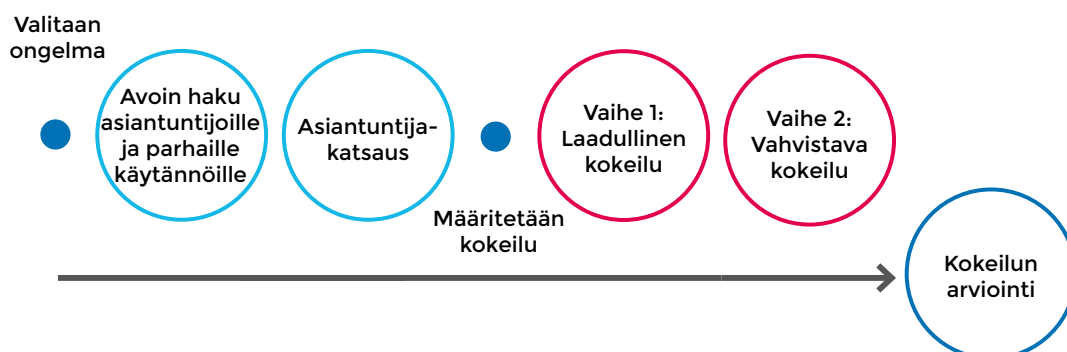 Valitaan
ongelma
Avoin haku
asiantuntijoille
ja parhaille
käytännöille
Asiantuntija-
katsaus
Määritetään
kokeilu
Vaihe 1:
Laadullinen
kokeilu
Vaihe 2:
Vahvistava
kokeilu
Kokeilun
arviointi